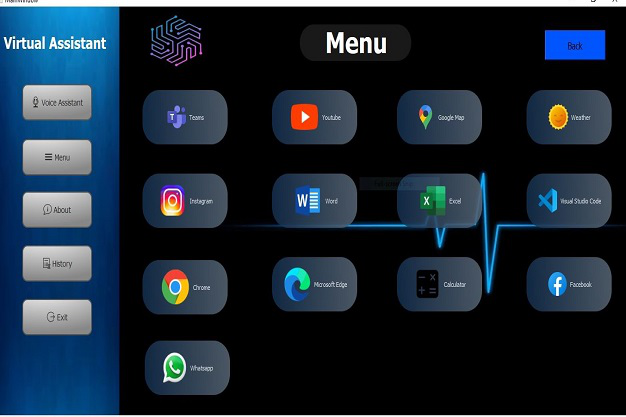 MainWindow
Virtual Assistant
Menu
Back
Voice Assistant
Menu
About
History
Exit
Teams
Youtube
Google Map
Weather
Instagram
Word
Excel
Visual Studio Code
Chrome
Microsoft Edge
Calculator
Facebook
Whatsapp